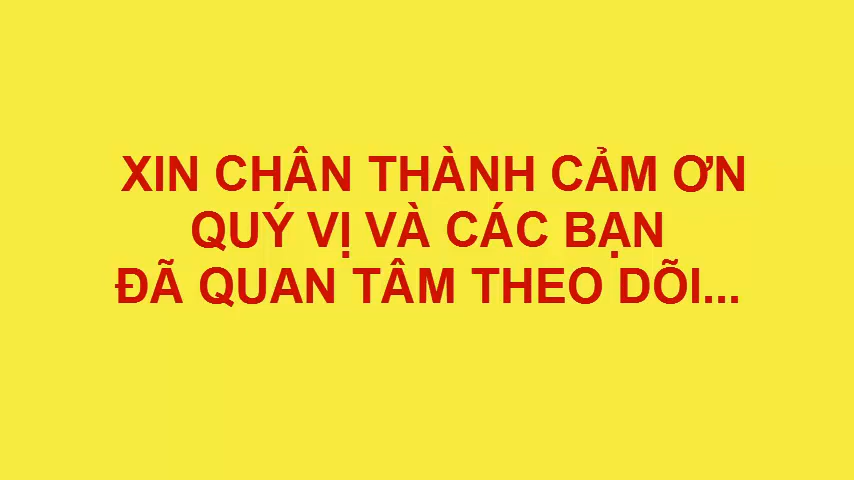 XIN CHÂN THÀNH CẢM ƠN
QUÝ VỊ VÀ CÁC BẠN
ĐÃ QUAN TÂM THEO DÕI...